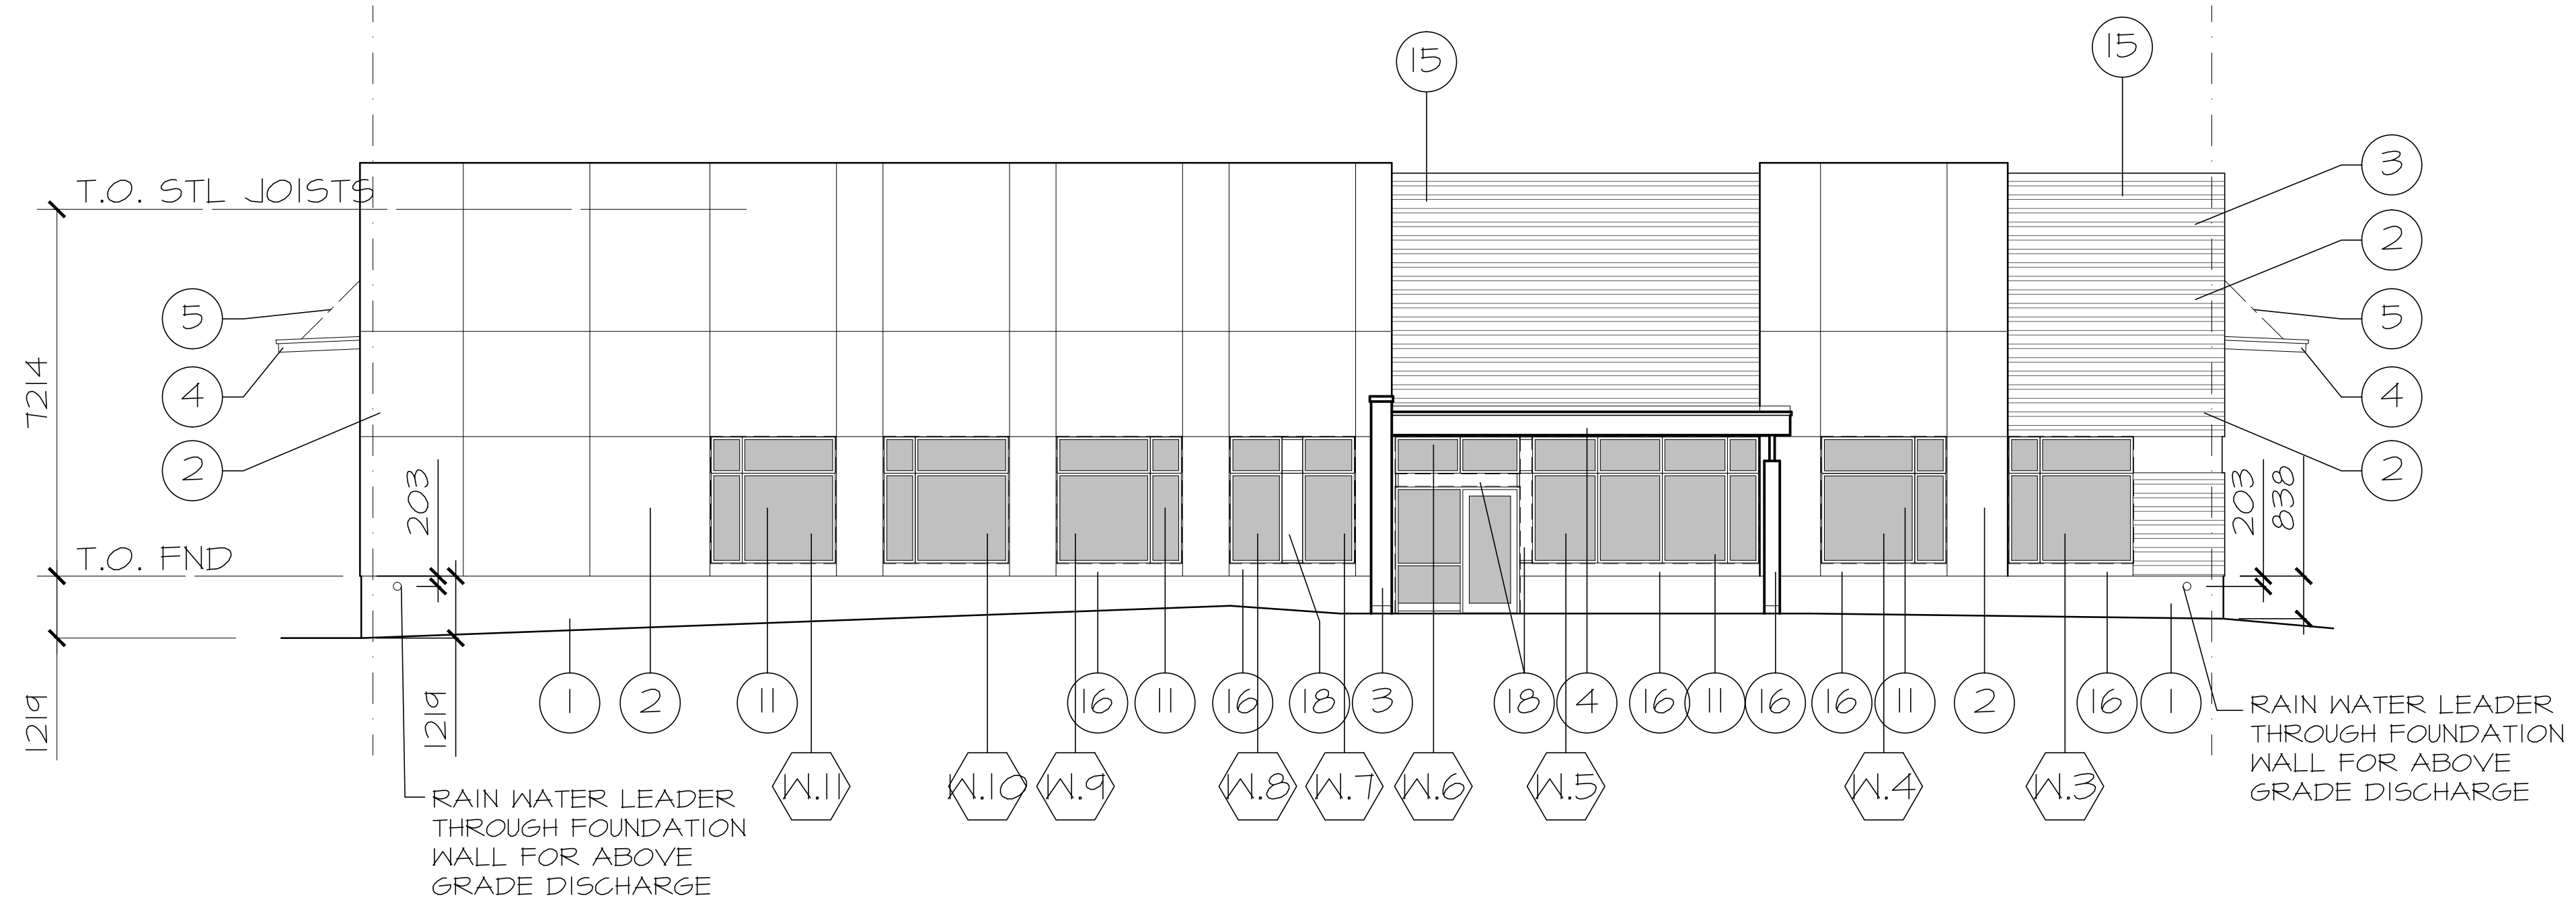 15
15
3
T.O. STL JOISTS
2
5
5
4
4
7214
2
2
203
203
838
T.O. FND
1219
1219
1
2
11
16
11
16
18
3
18
4
16
11
16
16
11
2
16
1
W.11
W.10
W.9
W.8
W.7
W.6
W.5
W.4
W.3
RAIN WATER LEADER
THROUGH FOUNDATION
WALL FOR ABOVE
GRADE DISCHARGE
RAIN WATER LEADER
THROUGH FOUNDATION
WALL FOR ABOVE
GRADE DISCHARGE